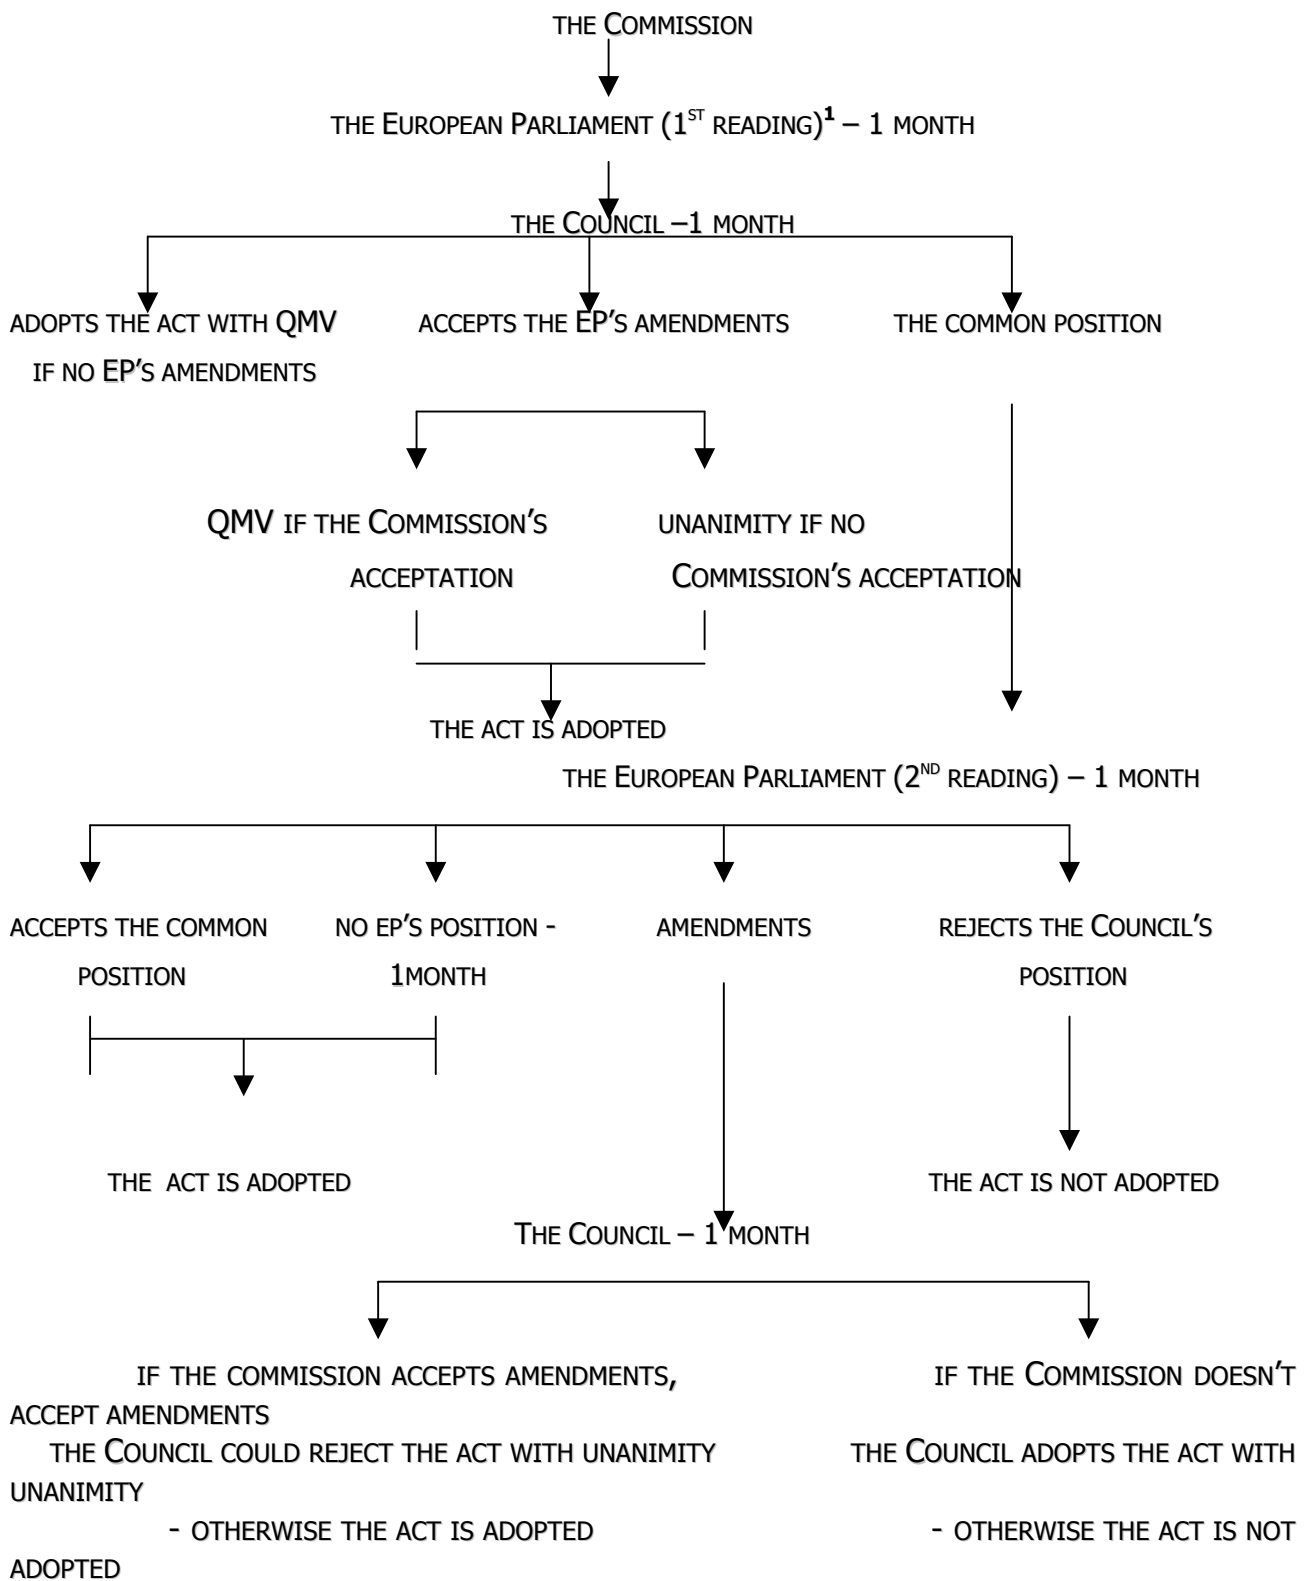 THE COMMISSION
THE EUROPEAN PARLIAMENT (1ST READING)1 – 1 MONTH
THE COUNCIL –1 MONTH
ADOPTS THE ACT WITH QMV ACCEPTS THE EP'S AMENDMENTS THE COMMON POSITION
IF NO EP'S AMENDMENTS
QMV IF THE COMMISSION'S UNANIMITY IF NO
ACCEPTATION COMMISSION'S ACCEPTATION
THE ACT IS ADOPTED
THE EUROPEAN PARLIAMENT (2ND READING) – 1 MONTH
ACCEPTS THE COMMON NO EP'S POSITION - AMENDMENTS REJECTS THE COUNCIL'S
POSITION 1MONTH POSITION
THE ACT IS ADOPTED THE ACT IS NOT ADOPTED
THE COUNCIL – 1 MONTH
IF THE COMMISSION ACCEPTS AMENDMENTS, IF THE COMMISSION DOESN'T
ACCEPT AMENDMENTS
THE COUNCIL COULD REJECT THE ACT WITH UNANIMITY THE COUNCIL ADOPTS THE ACT WITH
UNANIMITY
- OTHERWISE THE ACT IS ADOPTED - OTHERWISE THE ACT IS NOT
ADOPTED